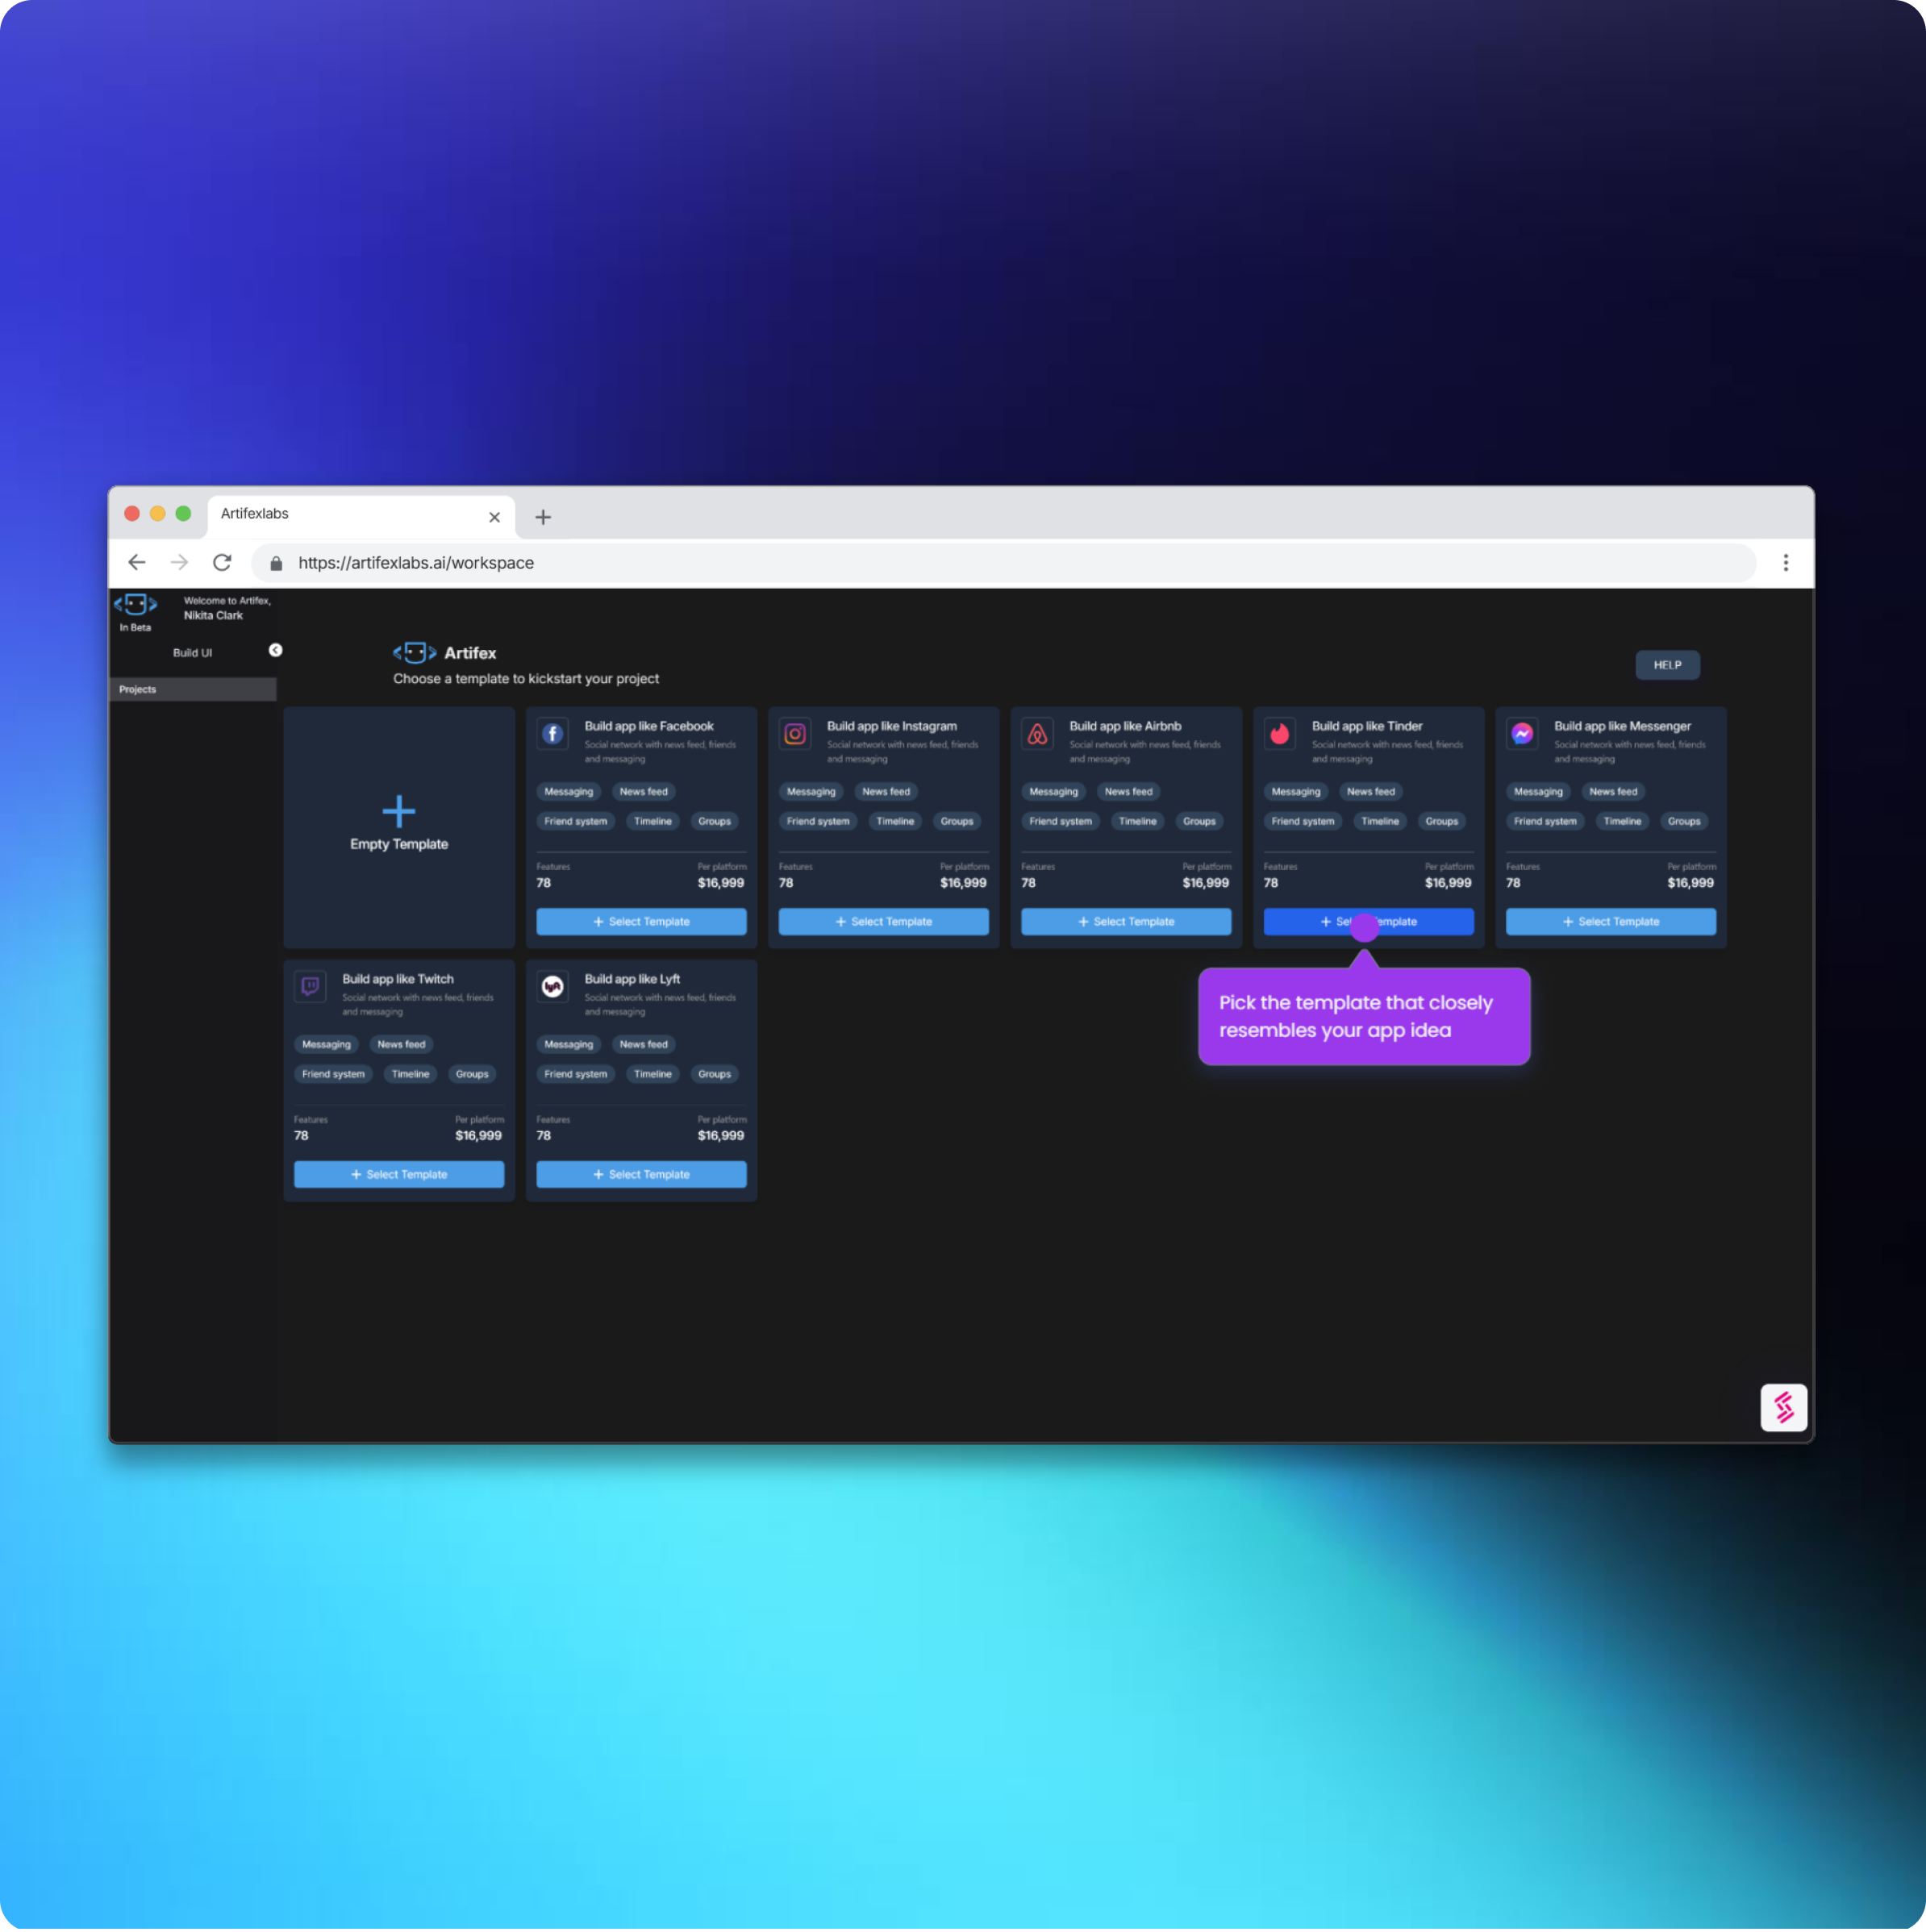 Artifexlabs
https://artifexlabs.ai/workspace
Welcome to Artifex,
Nikita Clark
In Beta
Build UI
Projects
Artifex
Choose a template to kickstart your project
HELP
Empty Template
Build app like Facebook
Social network with news feed, friends
and messaging
Messaging News feed
Friend system Timeline Groups
Features Per platform
78 $16,999
+ Select Template
Build app like Instagram
Social network with news feed, friends
and messaging
Messaging News feed
Friend system Timeline Groups
Features Per platform
78 $16,999
+ Select Template
Build app like Airbnb
Social network with news feed, friends
and messaging
Messaging News feed
Friend system Timeline Groups
Features Per platform
78 $16,999
+ Select Template
Build app like Tinder
Social network with news feed, friends
and messaging
Messaging News feed
Friend system Timeline Groups
Features Per platform
78 $16,999
+ Select Template
Build app like Messenger
Social network with news feed, friends
and messaging
Messaging News feed
Friend system Timeline Groups
Features Per platform
78 $16,999
+ Select Template
Build app like Twitch
Social network with news feed, friends
and messaging
Messaging News feed
Friend system Timeline Groups
Features Per platform
78 $16,999
+ Select Template
lyft
Build app like Lyft
Social network with news feed, friends
and messaging
Messaging News feed
Friend system Timeline Groups
Features Per platform
78 $16,999
+ Select Template
Pick the template that closely
resembles your app idea